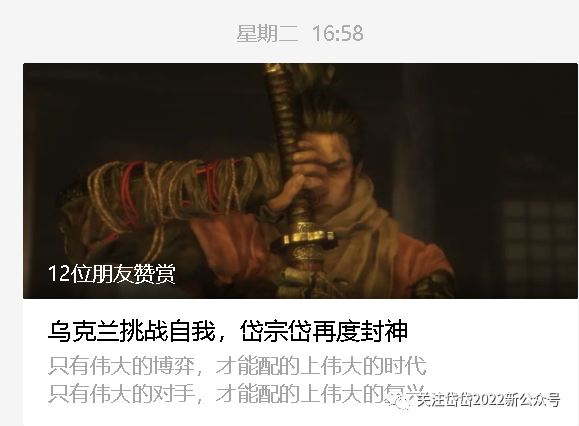 星期二 16:58
12位朋友赞赏
乌克兰挑战自我，岱宗岱再度封神
只有伟大的博弈，才能配的上伟大的时代
只有伟大的对手，才能配的上伟大的复兴
关注岱岱2022新公众号